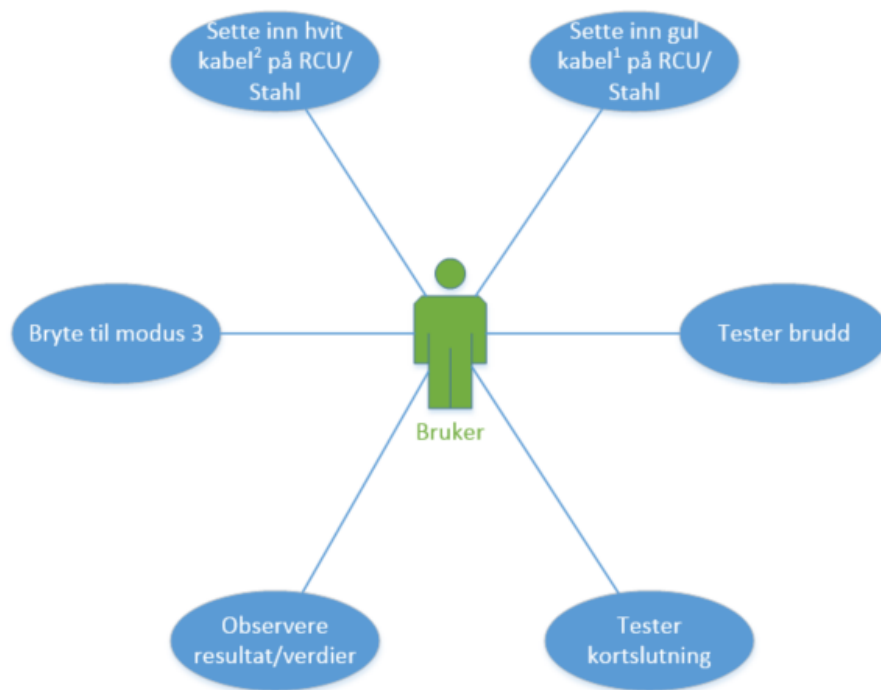 Sette inn hvit
kabel² på RCU/
Stahl
Sette inn gul
kabel¹ på RCU/
Stahl
Bryte til modus 3
Tester brudd
Bruker
Observere
resultat/verdier
Tester
kortslutning